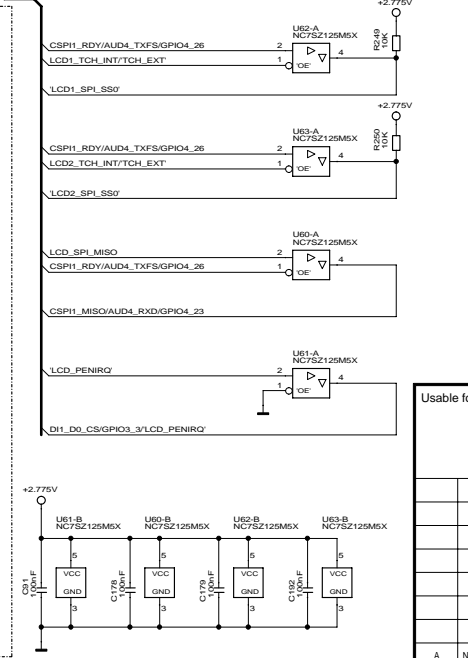 +2.775V
U62-A
NC7SZ125M5X
R249
10K
CSPI1_RDY/AUD4_TXFS/GPIO4_26
2
4
LCD1_TCH_INT/'TCH_EXT'
1
'OE'
'LCD1_SPI_SS0'
+2.775V
U63-A
NC7SZ125M5X
R250
10K
CSPI1_RDY/AUD4_TXFS/GPIO4_26
2
4
LCD2_TCH_INT/'TCH_EXT'
1
'OE'
'LCD2_SPI_SS0'
U60-A
NC7SZ125M5X
LCD_SPI_MISO
2
4
CSPI1_RDY/AUD4_TXFS/GPIO4_26
1
'OE'
CSPI1_MISO/AUD4_RXD/GPIO4_23
U61-A
NC7SZ125M5X
'LCD_PENIRQ'
2
4
1
'OE'
DI1_D0_CS/GPIO3_3/'LCD_PENIRQ'
Usable fo
+2.775V
U61-B
NC7SZ125M5X
U60-B
NC7SZ125M5X
U62-B
NC7SZ125M5X
U63-B
NC7SZ125M5X
C91
100nF
5
VCC
GND
3
C178
100nF
5
VCC
GND
3
C179
100nF
5
VCC
GND
3
C192
100nF
5
VCC
GND
3
A N